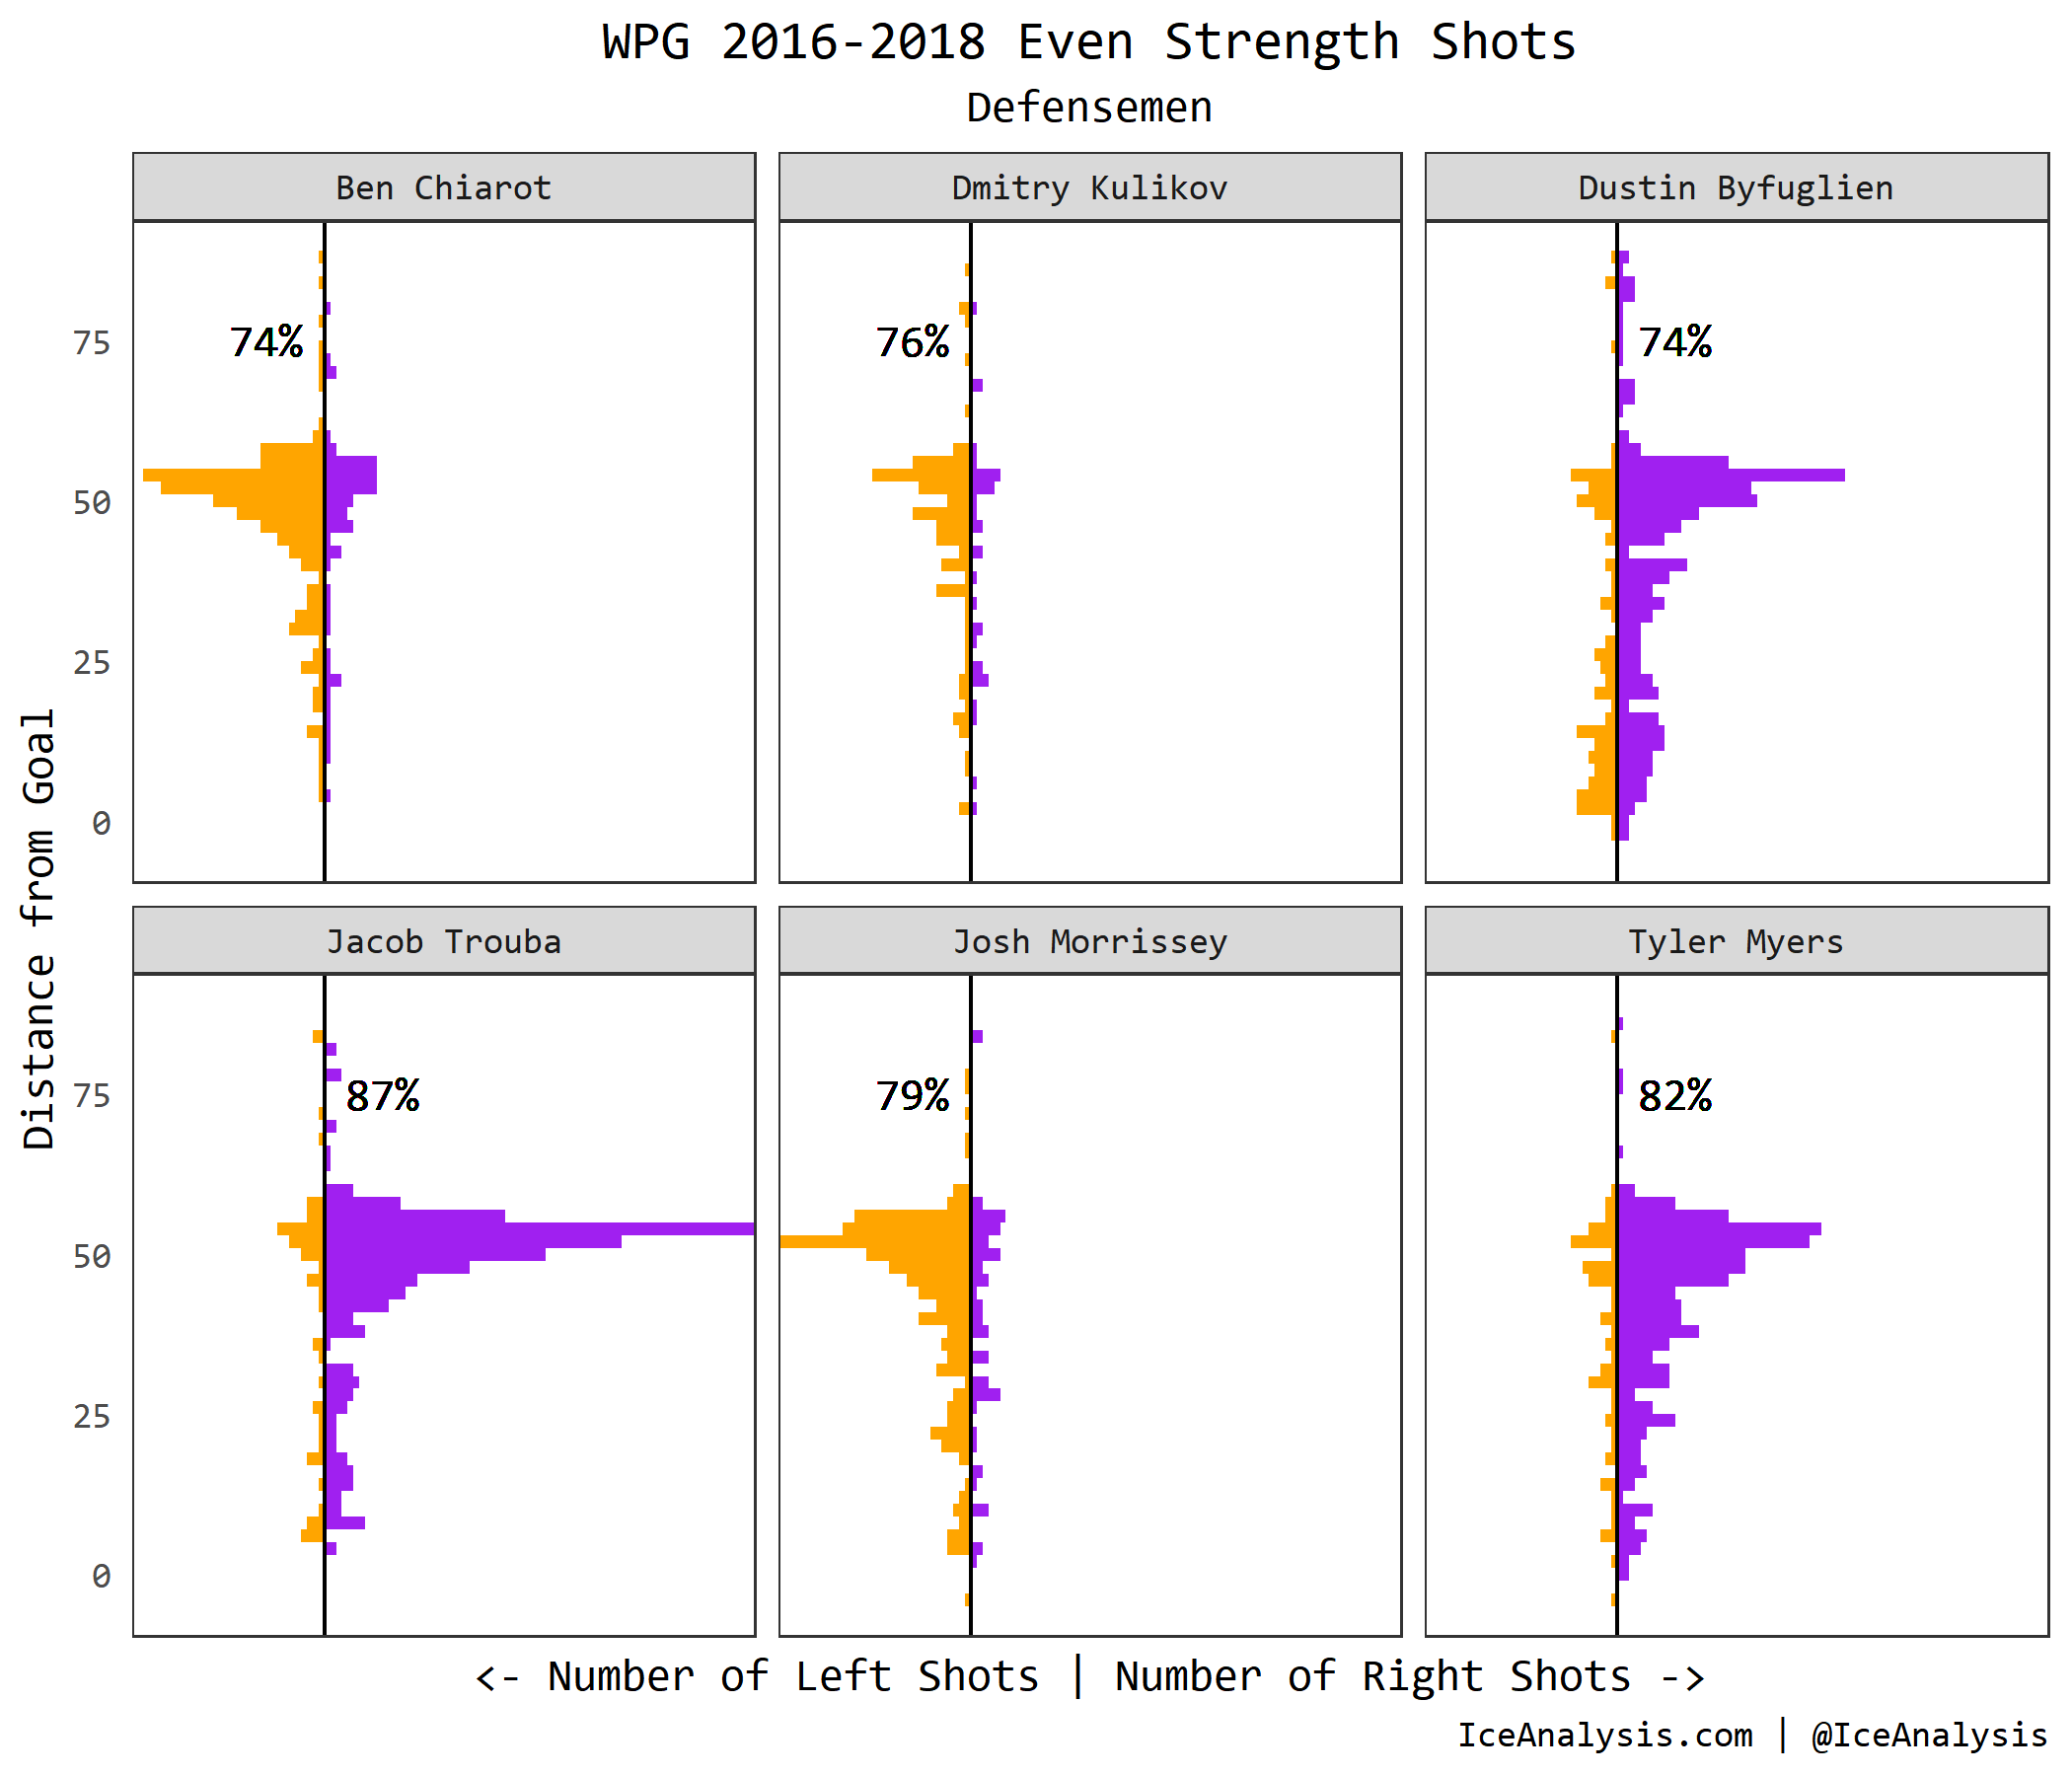 WPG 2016-2018 Even Strength Shots
Defensemen
Ben Chiarot
Dmitry Kulikov
Dustin Byfuglien
74%
76%
74%
75
50
25
0
Distance from Goal
Jacob Trouba
Josh Morrissey
Tyler Myers
87%
79%
82%
75
50
25
0
<- Number of Left Shots | Number of Right Shots ->
IceAnalysis.com | @IceAnalysis